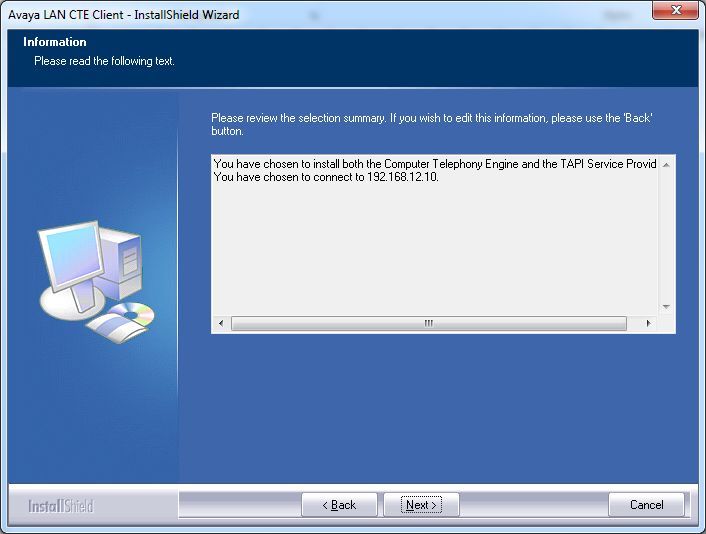 Avaya LAN CTE Client - InstallShield Wizard
Information
Please read the following text.
Please review the selection summary. If you wish to edit this information, please use the 'Back'
button.
You have chosen to install both the Computer Telephony Engine and the TAPI Service Provid
You have chosen to connect to 192.168.12.10.
InstallShield
< Back
Next >
Cancel